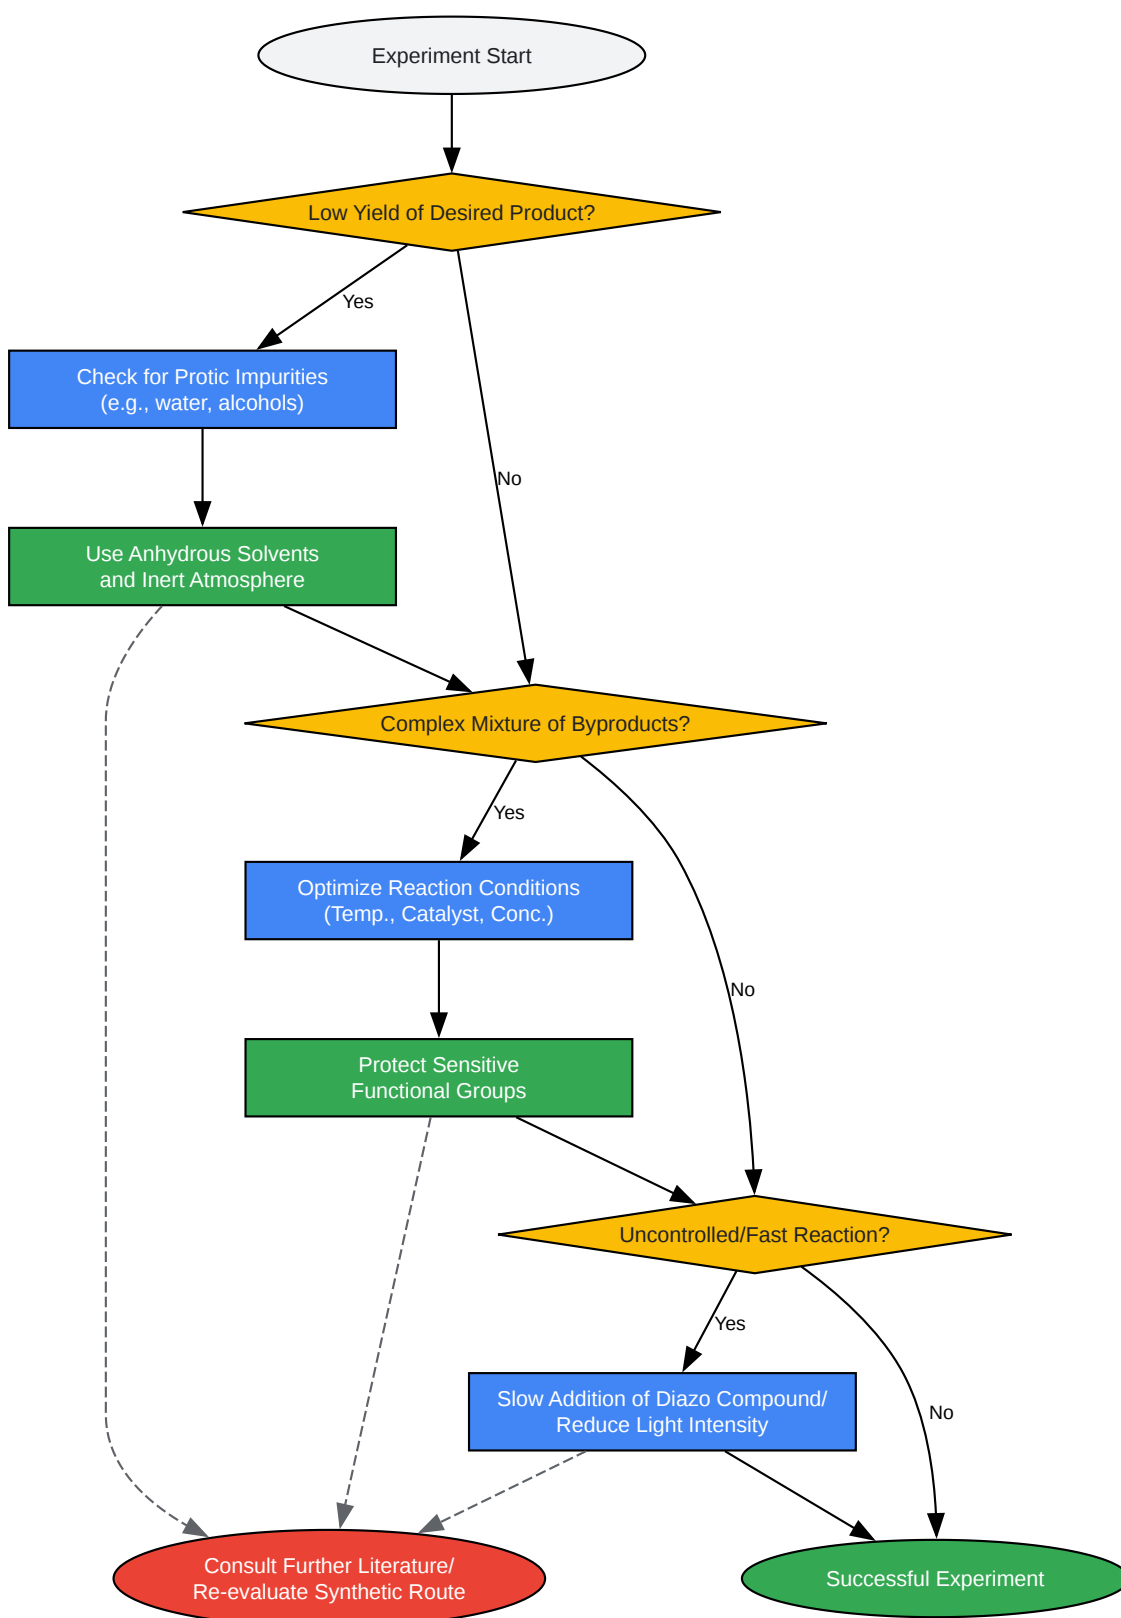 Experiment Start
Low Yield of Desired Product?
Yes
Check for Protic Impurities
(e.g., water, alcohols)
No
Use Anhydrous Solvents
and Inert Atmosphere
Complex Mixture of Byproducts?
Yes
Optimize Reaction Conditions
(Temp., Catalyst, Conc.)
No
Protect Sensitive
Functional Groups
Uncontrolled/Fast Reaction?
Yes
Slow Addition of Diazo Compound/
Reduce Light Intensity
No
Consult Further Literature/
Re-evaluate Synthetic Route
Successful Experiment